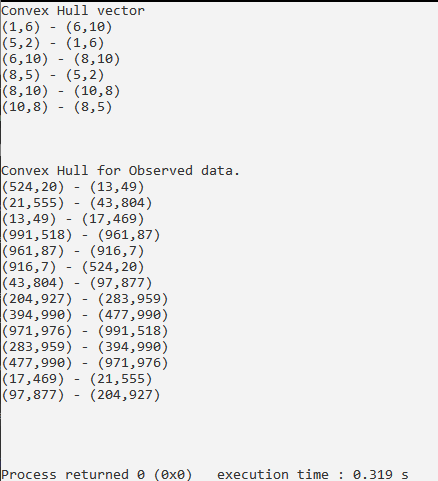 Convex Hull vector
(1,6) - (6,10)
(5,2) - (1,6)
(6,10) - (8,10)
(8,5) - (5,2)
(8,10) - (10,8)
(10,8) - (8,5)
Convex Hull for Observed data.
(524,20) - (13,49)
(21,555) - (43,804)
(13,49) - (17,469)
(991,518) - (961,87)
(961,87) - (916,7)
(916,7) - (524,20)
(43,804) - (97,877)
(204,927) - (283,959)
(394,990) - (477,990)
(971,976) - (991,518)
(283,959) - (394,990)
(477,990) - (971,976)
(17,469) - (21,555)
(97,877) - (204,927)
Process returned 0 (0x0)   execution time : 0.319 s